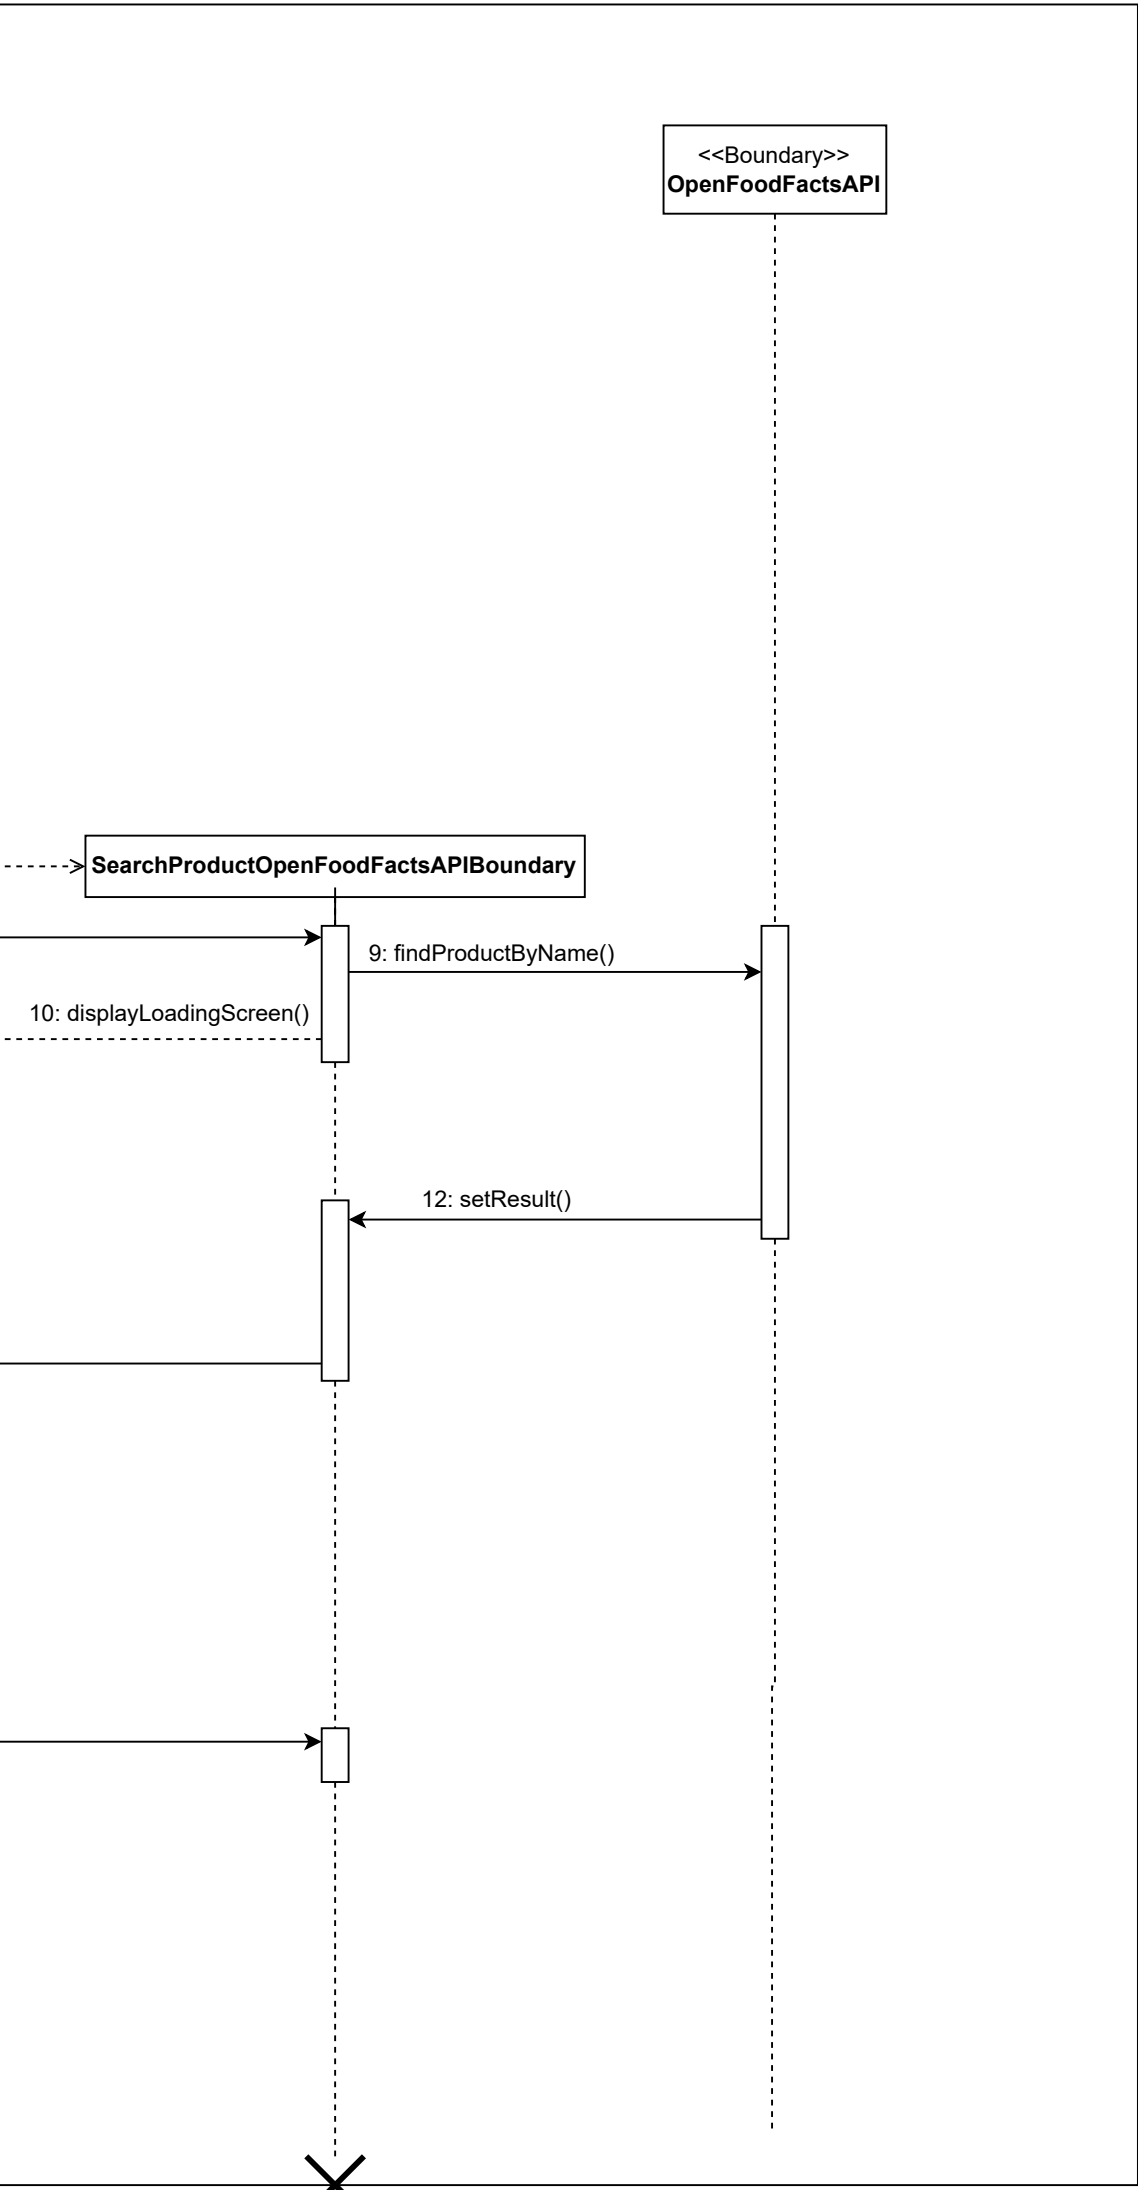 <<Boundary>>
OpenFoodFactsAPI
SearchProductOpenFoodFactsAPIBoundary
9: findProductByName()
10: displayLoadingScreen()
12: setResult()